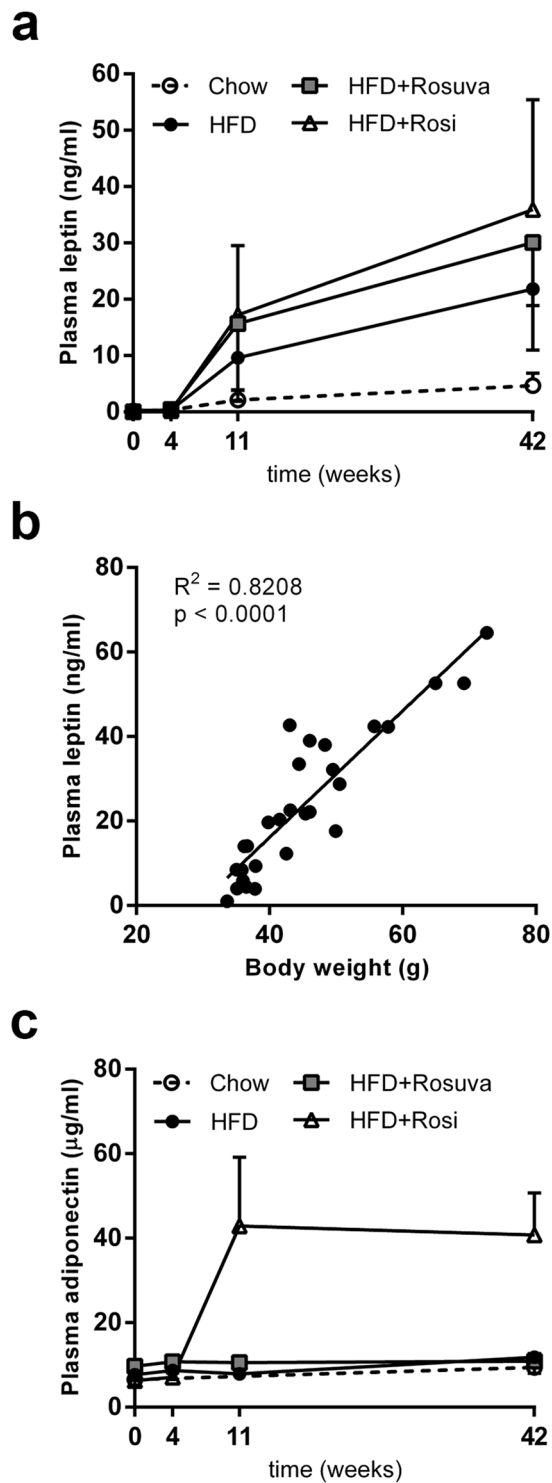 a
60
50
40
30
20
10
0
Plasma leptin (ng/ml)
Chow
HFD
HFD+Rosuva
HFD+Rosi
0 4 11 42
time (weeks)
b
80
60
40
20
0
Plasma leptin (ng/ml)
R² = 0.8208
p < 0.0001
20 40 60 80
Body weight (g)
c
80
60
40
20
0
Plasma adiponectin (µg/ml)
Chow
HFD
HFD+Rosuva
HFD+Rosi
0 4 11 42
time (weeks)